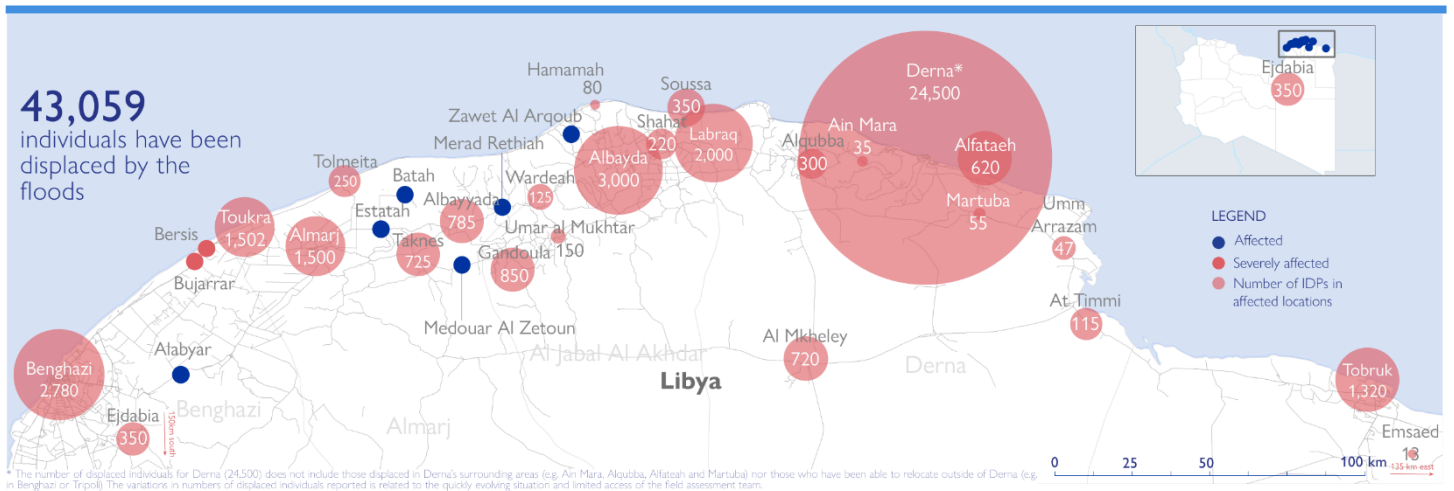 43,059
individuals have been
displaced by the
floods
Hamamah
80
Soussa
350
Derna*
24,500
Ejdabia
350
Zawet Al Arqoub
Merad Rethiah
Shahat
220
Labraq
2,000
Ain Mara
35
Alqubba
300
Alfataeh
620
Albayda
3,000
Tolmeita
250
Batah
Wardeah
125
Martuba
55
Umm
Arrazam
47
Toukra
1,502
Estatah
Albayyada
785
Almarj
1,500
Bersis
Bujarrar
Taknes
725
Umar al Mukhtar
150
Gandoula
850
LEGEND
Affected
Severely affected
Number of IDPs in
affected locations
At Timmi
115
Medouar Al Zetoun
Al Jabal Al Akhdar
Al Mkheley
720
Derna
Libya
Alabyar
Benghazi
2,780
Tobruk
1,320
Ejdabia
350
150km south
Benghazi
Almarj
Emsaed
13
135 km east
0 25 50 100 km
* The number of displaced individuals for Derna (24,500) does not include those displaced in Derna's surrounding areas (e.g. Ain Mara, Alqubba, Alfateeh and Martuba) nor those who have been able to relocate outside of Derna (e.g.
in Benghazi or Tripoli) The variations in numbers of displaced individuals reported is related to the quickly evolving situation and limited access of the field assessment team.